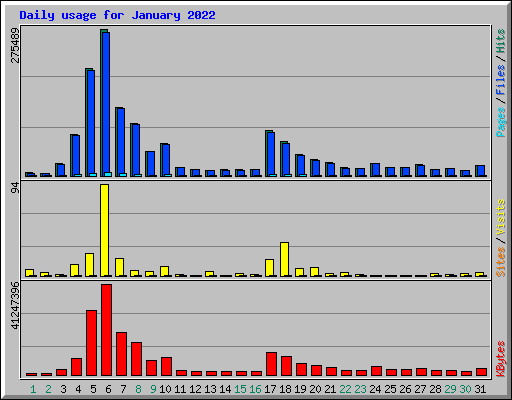 Daily usage for January 2022
275489
Pages / Files / Hits
94
Sites / Visits
41247396
KBytes
1 2 3 4 5 6 7 8 9 10 11 12 13 14 15 16 17 18 19 20 21 22 23 24 25 26 27 28 29 30 31